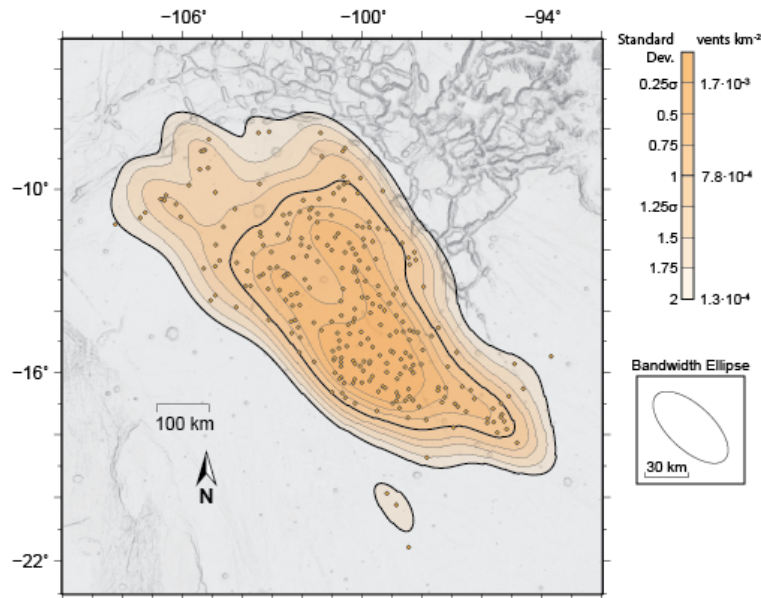 −106° −100° −94°
Standard Dev. vents km⁻²
0.25σ 1.7·10⁻³
0.5
0.75
−10° 1 7.8·10⁻⁴
1.25σ
1.5
1.75
2 1.3·10⁻⁴
−16° Bandwidth Ellipse
100 km
30 km
N
−22°